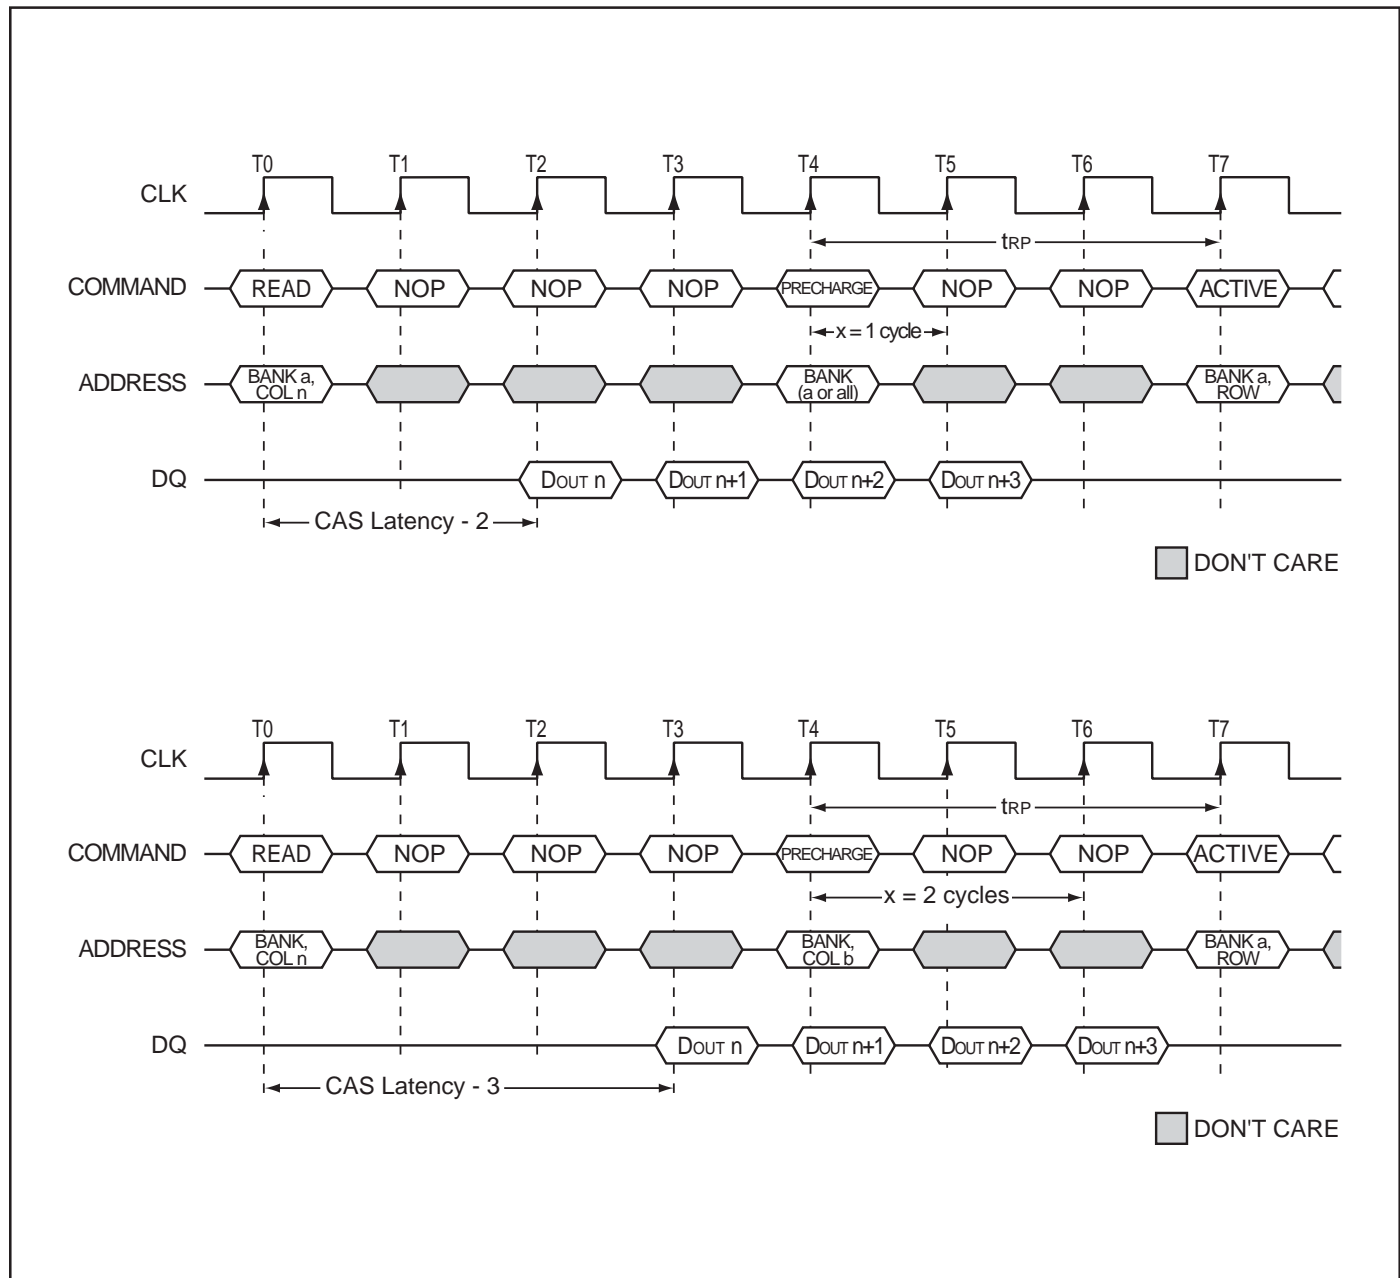 T0 T1 T2 T3 T4 T5 T6 T7
CLK
tRP
COMMAND READ NOP NOP NOP PRECHARGE NOP NOP ACTIVE
x = 1 cycle
ADDRESS BANK a, COL n BANK (a or all) BANK a, ROW
DQ DOUT n DOUT n+1 DOUT n+2 DOUT n+3
CAS Latency - 2
DON'T CARE
T0 T1 T2 T3 T4 T5 T6 T7
CLK
tRP
COMMAND READ NOP NOP NOP PRECHARGE NOP NOP ACTIVE
x = 2 cycles
ADDRESS BANK, COL n BANK, COL b BANK a, ROW
DQ DOUT n DOUT n+1 DOUT n+2 DOUT n+3
CAS Latency - 3
DON'T CARE